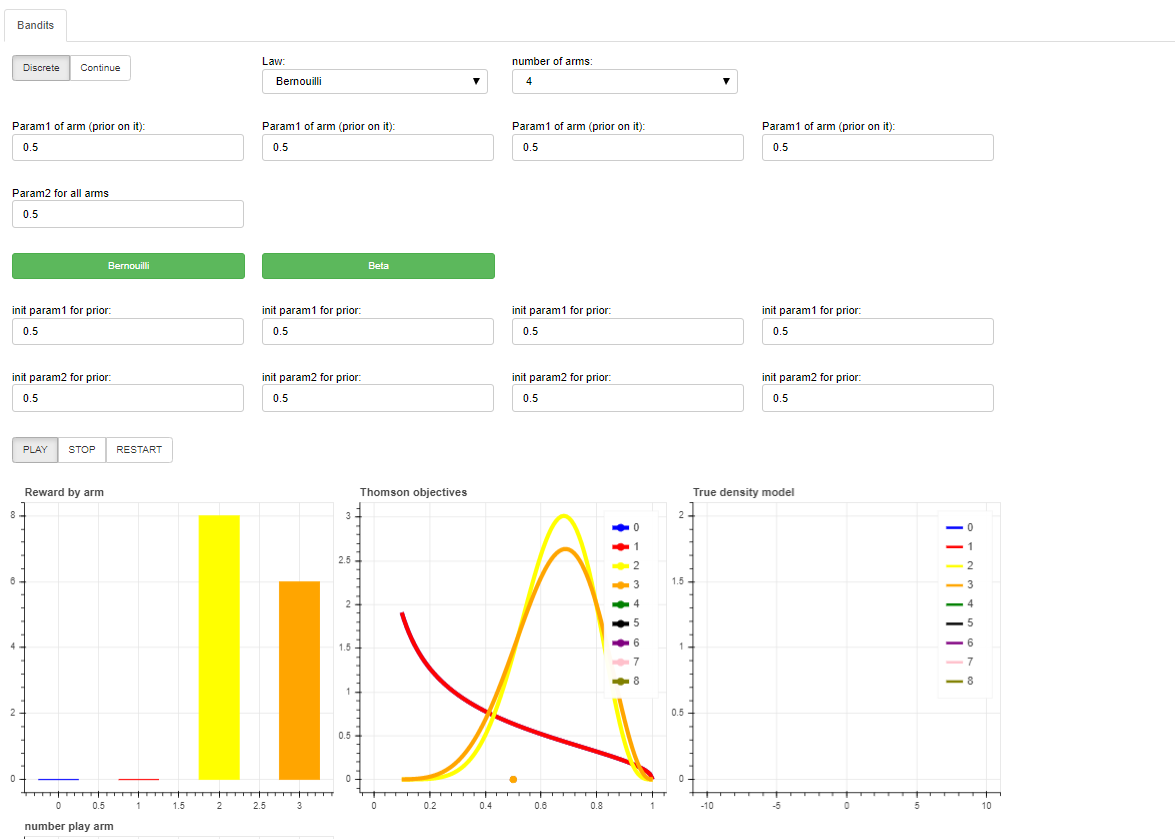 Bandits
Discrete Continue Law: number of arms:
Bernouilli ▼ 4 ▼
Param1 of arm (prior on it): Param1 of arm (prior on it): Param1 of arm (prior on it): Param1 of arm (prior on it):
0.5 0.5 0.5 0.5
Param2 for all arms
0.5
Bernouilli Beta
init param1 for prior: init param1 for prior: init param1 for prior: init param1 for prior:
0.5 0.5 0.5 0.5
init param2 for prior: init param2 for prior: init param2 for prior: init param2 for prior:
0.5 0.5 0.5 0.5
PLAY STOP RESTART
Reward by arm
8
6
4
2
0
0 0.5 1 1.5 2 2.5 3
Thomson objectives
3
2.5
2
1.5
1
0.5
0
0 0.2 0.4 0.6 0.8 1
0
1
2
3
4
5
6
7
8
True density model
2
1.5
1
0.5
0
-10 -5 0 5 10
0
1
2
3
4
5
6
7
8
number play arm